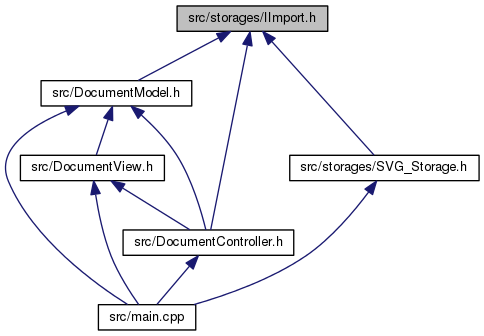 src/storages/IImport.h
src/DocumentModel.h
src/DocumentView.h
src/storages/SVG_Storage.h
src/DocumentController.h
src/main.cpp